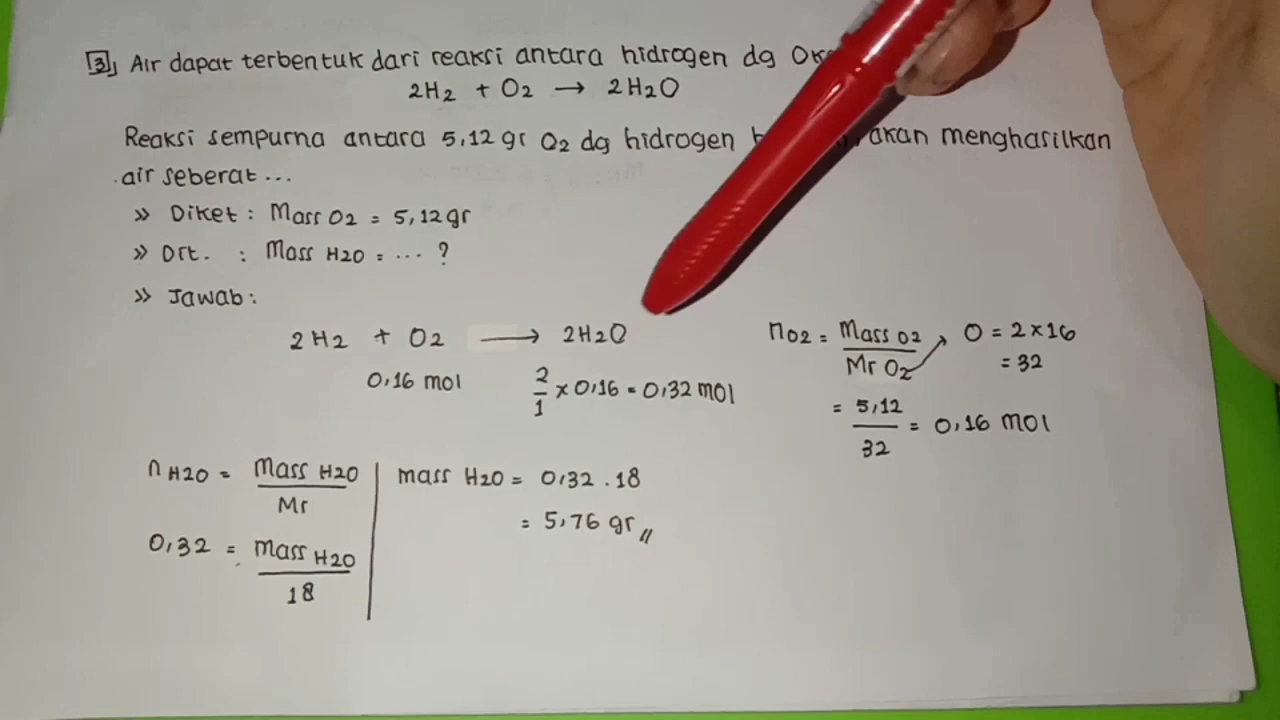 3, Air dapat terbentuk dari reaksi antara hidrogen dg
2H2 + O2 → 2H2O
Reaksi sempurna antara 5,12 gr O2 dg hidrogen akan menghasilkan
air seberat...
» Diket : Mass O2 = 5,12 gr
» Dit. : Mass H2O = ... ?
» Jawab :
2H2 + O2 → 2H2O
0,16 mol 2/1 x 0,16 = 0,32 mol
nO2 = Mass O2 / Mr O2 → O = 2 x 16
= 32
= 5,12 / 32 = 0,16 mol
n H2O = Mass H2O / Mr
0,32 = Mass H2O / 18
mass H2O = 0,32 . 18
= 5,76 gr //